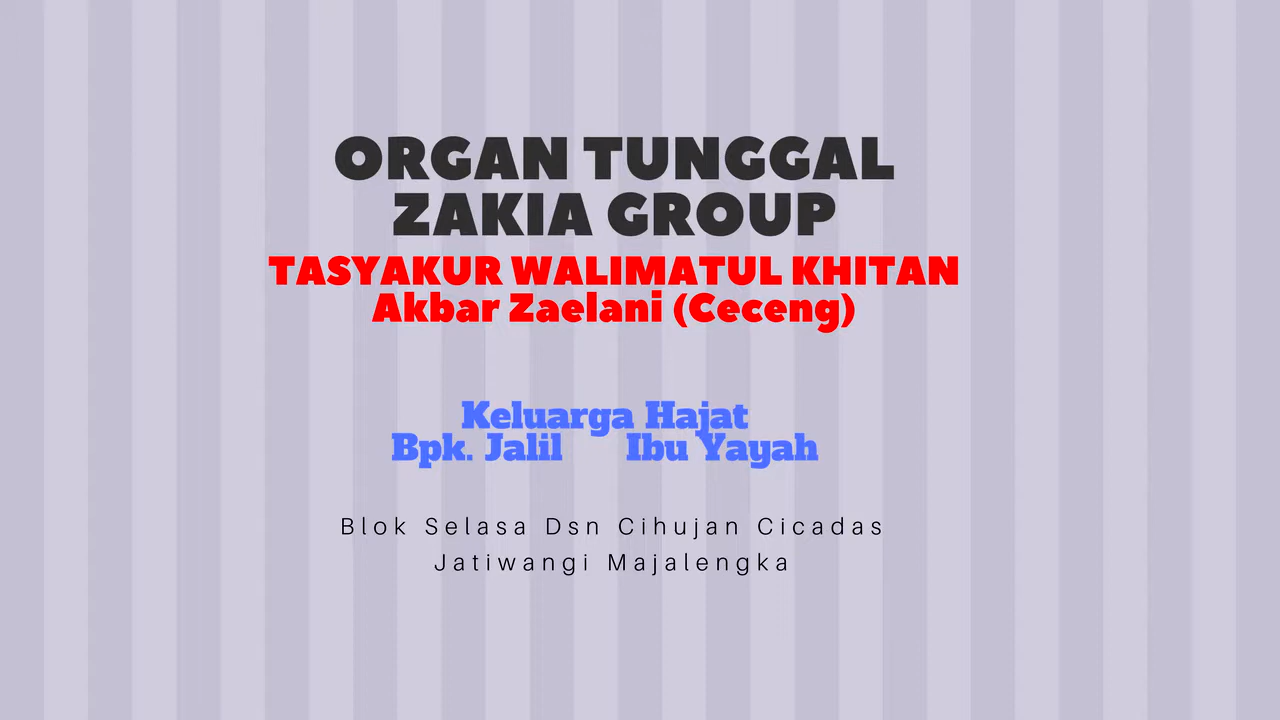 ORGAN TUNGGAL
ZAKIA GROUP
TASYAKUR WALIMATUL KHITAN
Akbar Zaelani (Ceceng)
Keluarga Hajat
Bpk. Jalil Ibu Yayah
Blok Selasa Dsn Cihujan Cicadas
Jatiwangi Majalengka